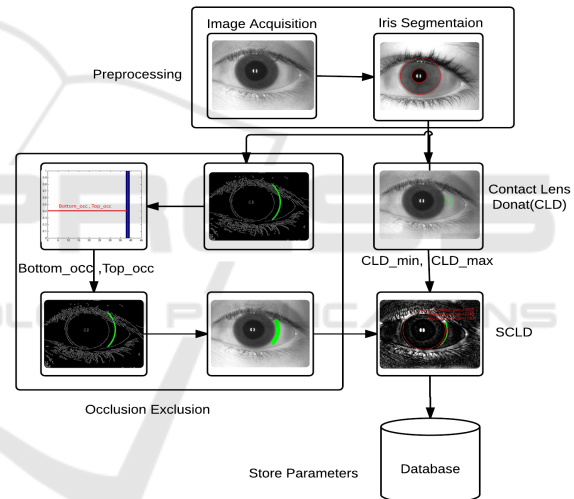 Image Acquisition
Iris Segmentaion
Preprocessing
Bottom_occ, Top_occ
Contact Lens
Donat(CLD)
Bottom_occ ,Top_occ
CLD_min, CLD_max
SCLD
Occlusion Exclusion
Store Parameters
Database